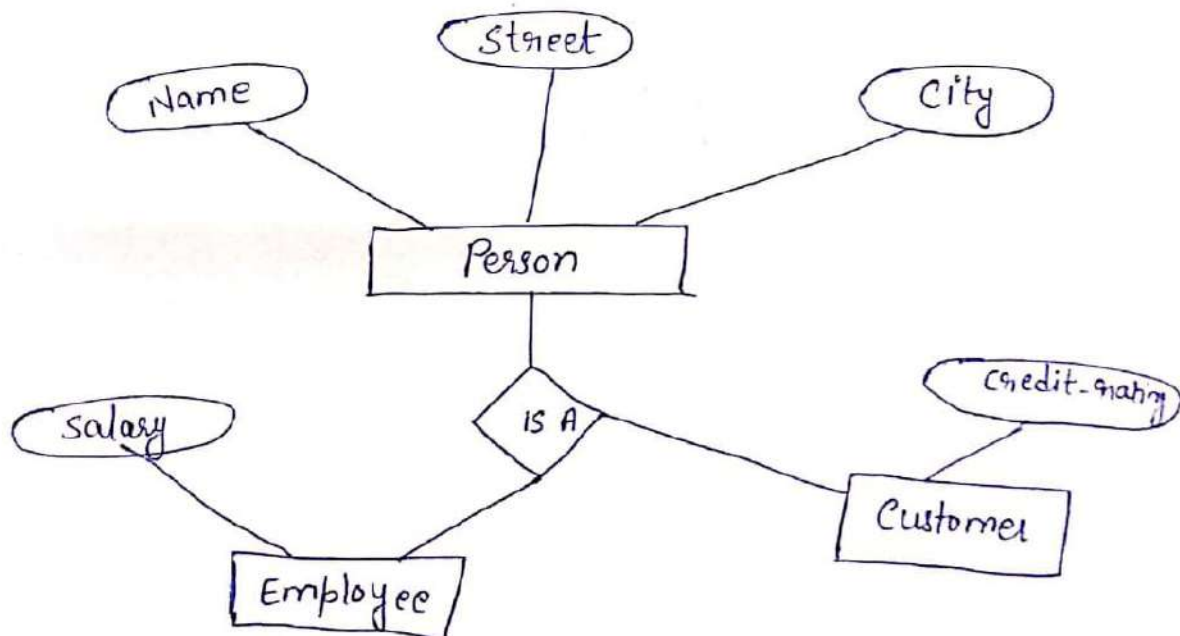 Street
Name
City
Person
IS A
Credit-rating
Salary
Customer
Employee